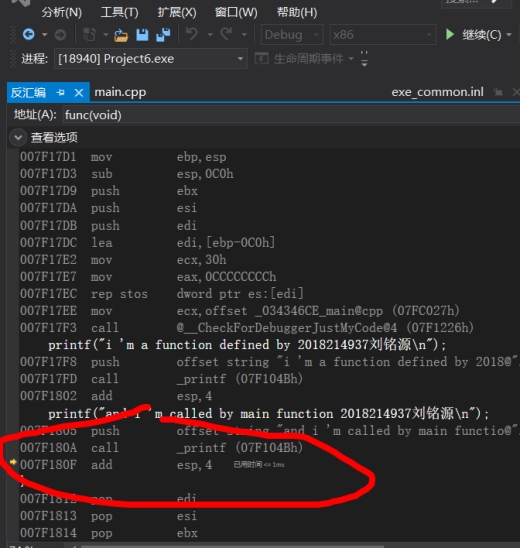 分析(N) 工具(T) 扩展(X) 窗口(W) 帮助(H) 搜索...
Debug x86 继续(C)
进程: [18940] Project6.exe 生命周期事件
反汇编 main.cpp exe_common.inl
地址(A): func(void)
查看选项
007F17D1 mov ebp,esp
007F17D3 sub esp,0C0h
007F17D9 push ebx
007F17DA push esi
007F17DB push edi
007F17DC lea edi,[ebp-0C0h]
007F17E2 mov ecx,30h
007F17E7 mov eax,0CCCCCCCCh
007F17EC rep stos dword ptr es:[edi]
007F17EE mov ecx,offset _034346CE_main@cpp (07FC027h)
007F17F3 call @__CheckForDebuggerJustMyCode@4 (07F1226h)
printf("i 'm a function defined by 2018214937刘铭源\n");
007F17F8 push offset string "i 'm a function defined by 2018@"
007F17FD call _printf (07F104Bh)
007F1802 add esp,4
printf("and i 'm called by main function 2018214937刘铭源\n");
007F1805 push offset string "and i 'm called by main functio@"
007F180A call _printf (07F104Bh)
007F180F add esp,4 已用时间 <= 1ms
}
007F1812 pop edi
007F1813 pop esi
007F1814 pop ebx